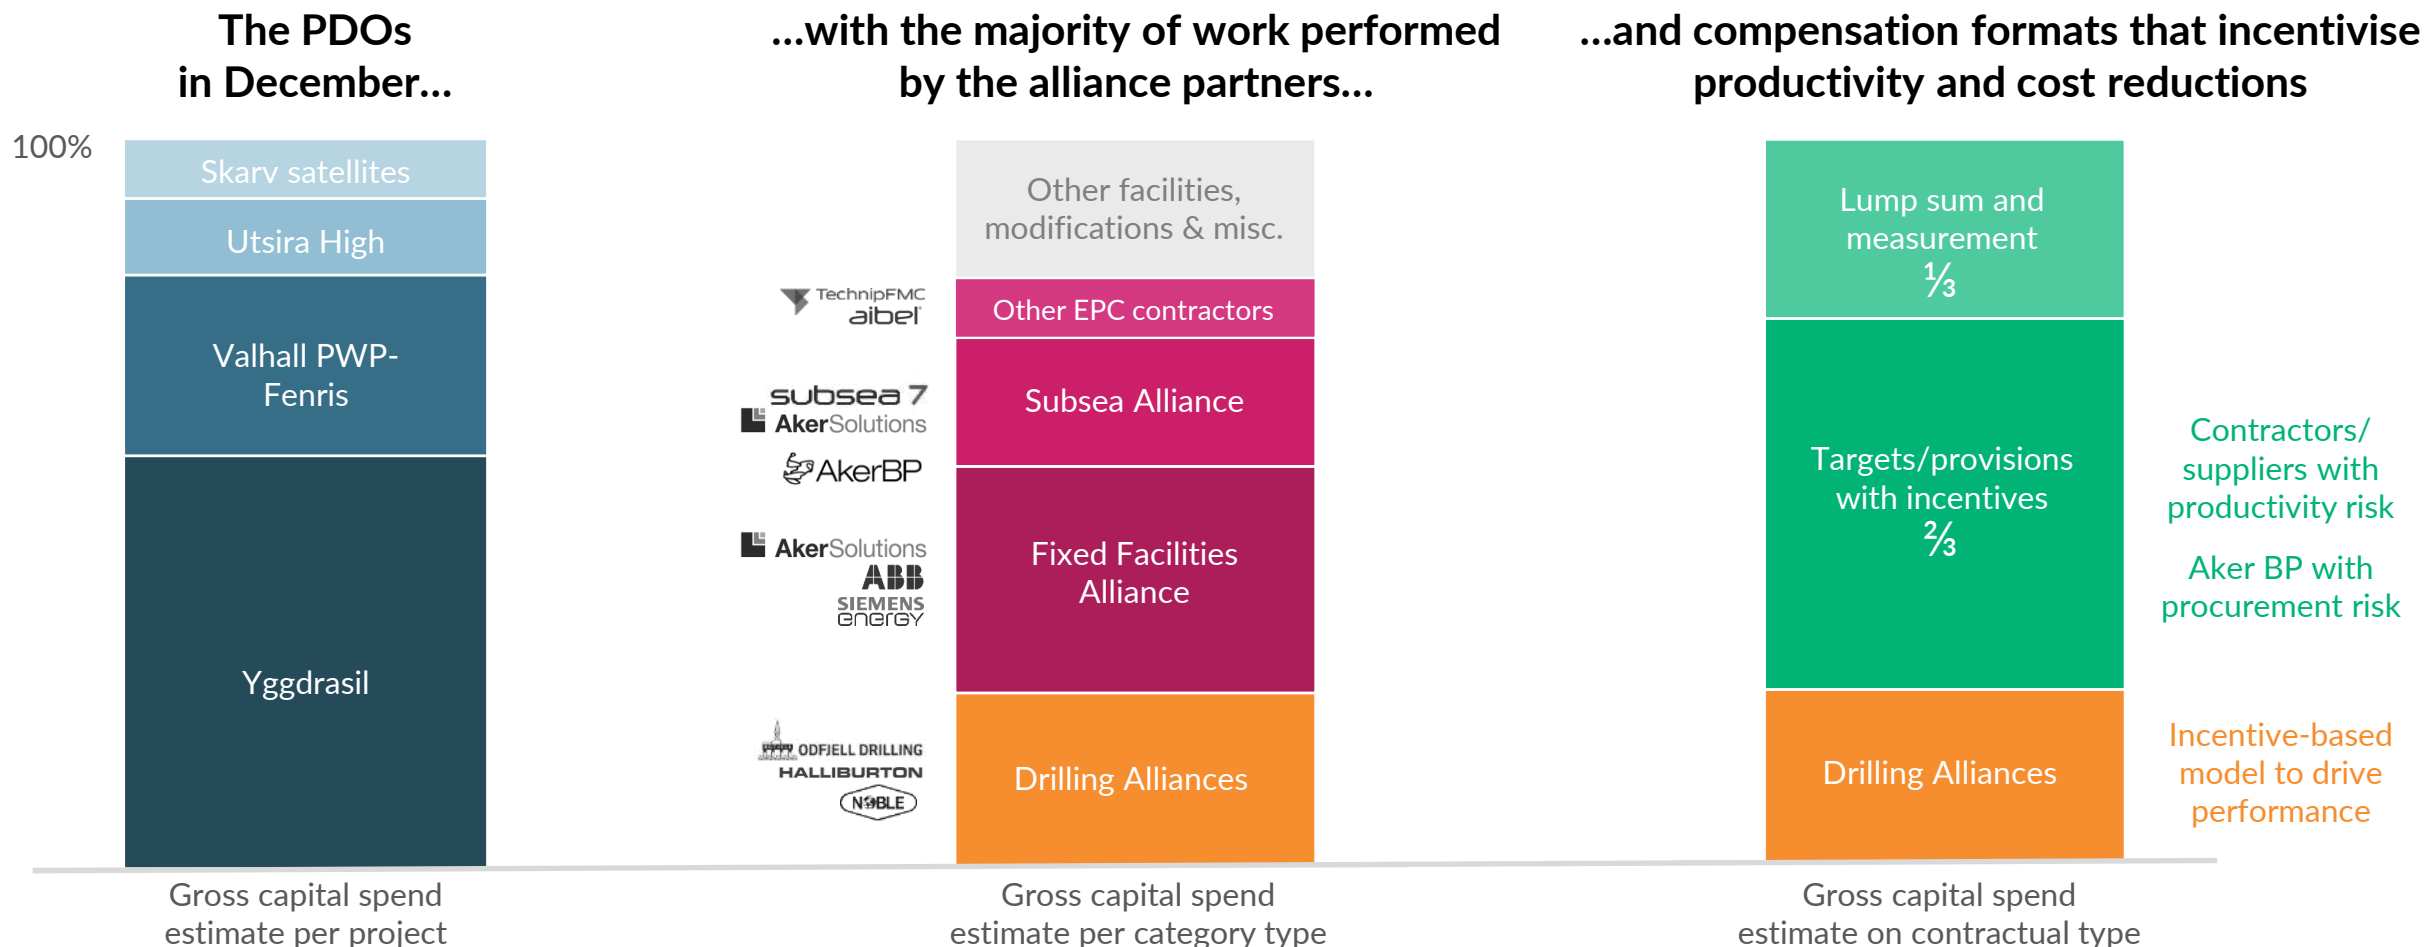 The PDOs
in December...
100%
Skarv satellites
Utsira High
Valhall PWP-
Fenris
Yggdrasil
Gross capital spend
estimate per project
...with the majority of work performed
by the alliance partners...
Other facilities,
modifications & misc.
TechnipFMC
aibel
Other EPC contractors
subsea 7
AkerSolutions
Subsea Alliance
AkerBP
AkerSolutions
ABB
SIEMENS
energy
Fixed Facilities
Alliance
ODFJELL DRILLING
HALLIBURTON
NOBLE
Drilling Alliances
Gross capital spend
estimate per category type
...and compensation formats that incentivise
productivity and cost reductions
Lump sum and
measurement
⅓
Targets/provisions
with incentives
⅔
Contractors/
suppliers with
productivity risk
Aker BP with
procurement risk
Drilling Alliances
Incentive-based
model to drive
performance
Gross capital spend
estimate on contractual type